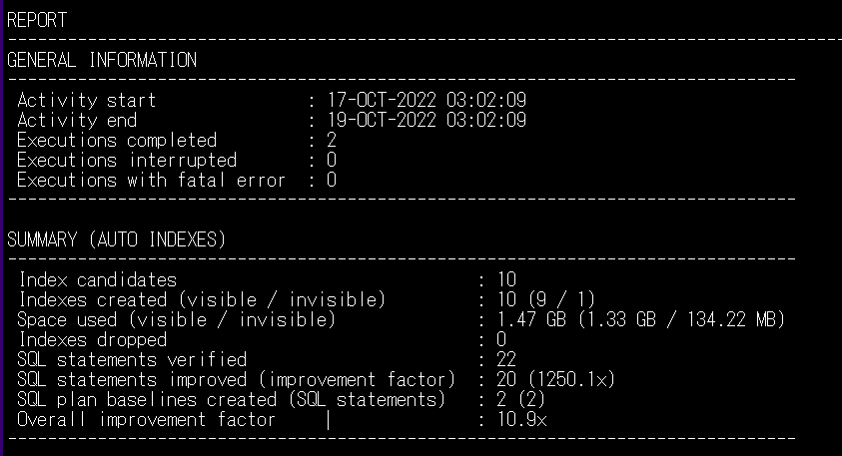 REPORT
--------------------------------------------------------------------------------
GENERAL INFORMATION
-------------------------------------------------------------------------------
Activity start : 17-OCT-2022 03:02:09
Activity end : 19-OCT-2022 03:02:09
Executions completed : 2
Executions interrupted : 0
Executions with fatal error : 0
-------------------------------------------------------------------------------
SUMMARY (AUTO INDEXES)
-------------------------------------------------------------------------------
Index candidates : 10
Indexes created (visible / invisible) : 10 (9 / 1)
Space used (visible / invisible) : 1.47 GB (1.33 GB / 134.22 MB)
Indexes dropped : 0
SQL statements verified : 22
SQL statements improved (improvement factor) : 20 (1250.1x)
SQL plan baselines created (SQL statements) : 2 (2)
Overall improvement factor : 10.9x
-------------------------------------------------------------------------------